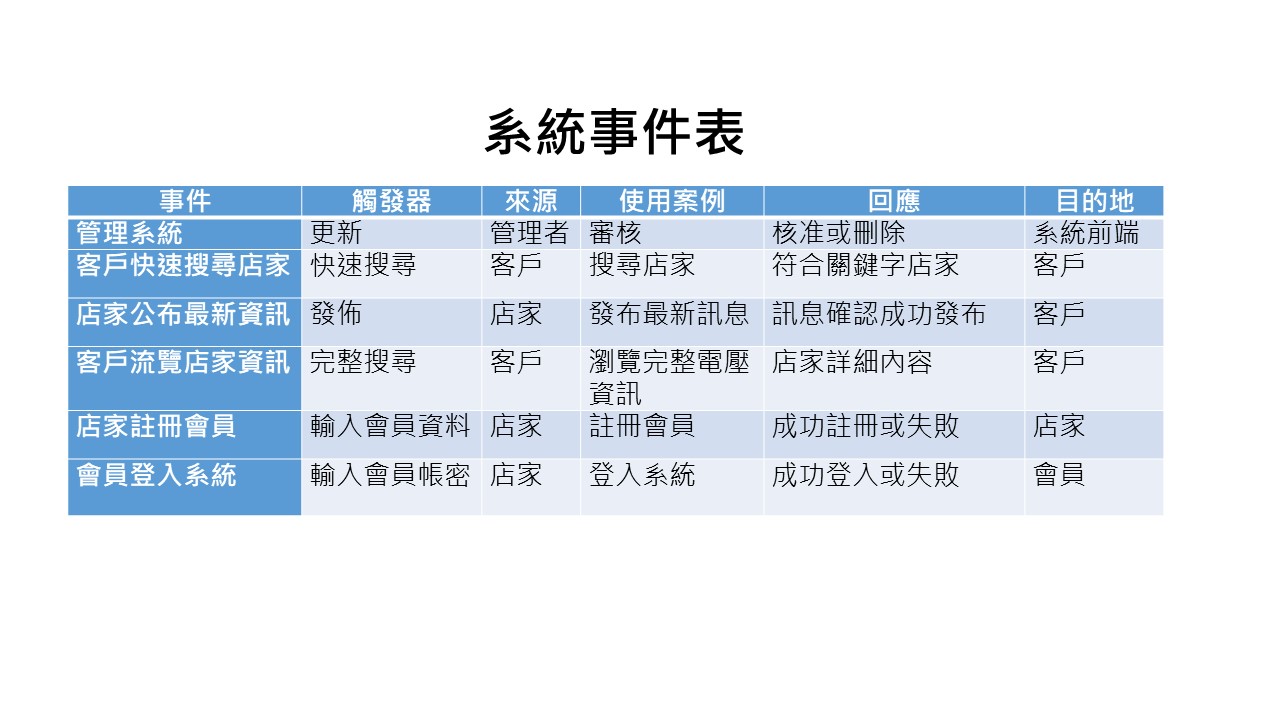 系統事件表
事件 觸發器 來源 使用案例 回應 目的地
管理系統 更新 管理者 審核 核准或刪除 系統前端
客戶快速搜尋店家 快速搜尋 客戶 搜尋店家 符合關鍵字店家 客戶
店家公布最新資訊 發佈 店家 發布最新訊息 訊息確認成功發布 客戶
客戶流覽店家資訊 完整搜尋 客戶 瀏覽完整電壓 店家詳細內容 客戶
資訊
店家註冊會員 輸入會員資料 店家 註冊會員 成功註冊或失敗 店家
會員登入系統 輸入會員帳密 店家 登入系統 成功登入或失敗 會員